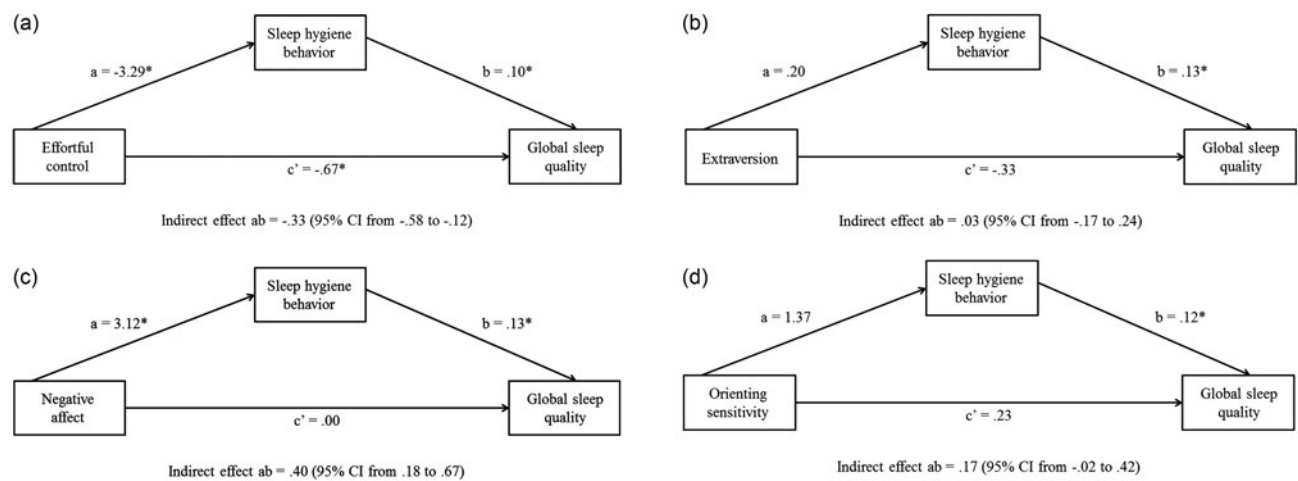 (a)
Sleep hygiene
behavior
a = -3.29*
b = .10*
Effortful
control
Global sleep
quality
c’ = -.67*
Indirect effect ab = -.33 (95% CI from -.58 to -.12)
(b)
Sleep hygiene
behavior
a = .20
b = .13*
Extraversion
Global sleep
quality
c’ = -.33
Indirect effect ab = .03 (95% CI from -.17 to .24)
(c)
Sleep hygiene
behavior
a = 3.12*
b = .13*
Negative
affect
Global sleep
quality
c’ = .00
Indirect effect ab = .40 (95% CI from .18 to .67)
(d)
Sleep hygiene
behavior
a = 1.37
b = .12*
Orienting
sensitivity
Global sleep
quality
c’ = .23
Indirect effect ab = .17 (95% CI from -.02 to .42)